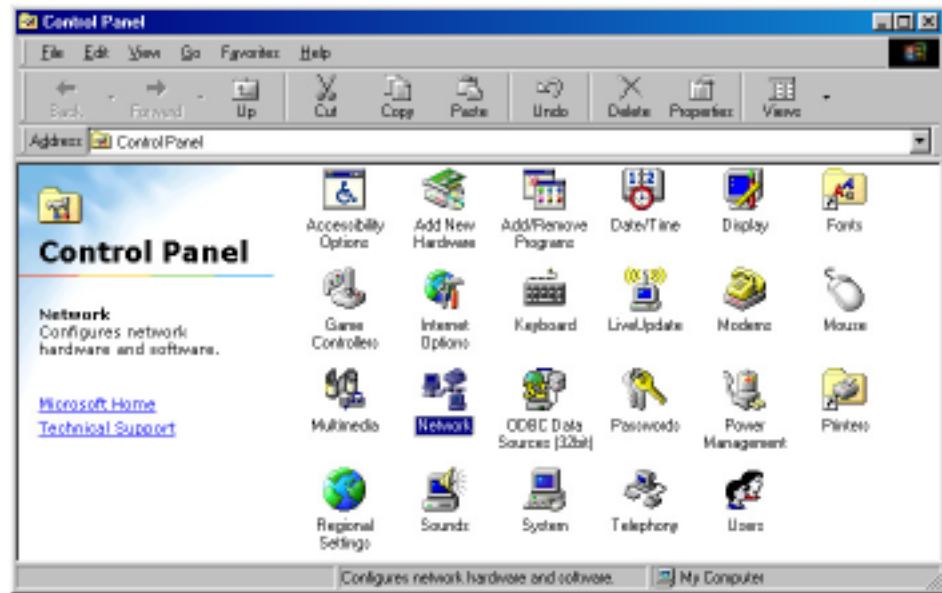 Control Panel
File Edit View Go Favorites Help
Back Forward Up Cut Copy Paste Undo Delete Properties Views
Address Control Panel
Control Panel
Network
Configures network
hardware and software.
Microsoft Home
Technical Support
Accessibility
Options
Add New
Hardware
Add/Remove
Programs
Date/Time
Display
Fonts
Game
Controllers
Internet
Options
Keyboard
LiveUpdate
Modems
Mouse
Multimedia
Network
ODBC Data
Sources (32bit)
Passwords
Power
Management
Printers
Regional
Settings
Sounds
System
Telephony
Users
Configures network hardware and software. My Computer